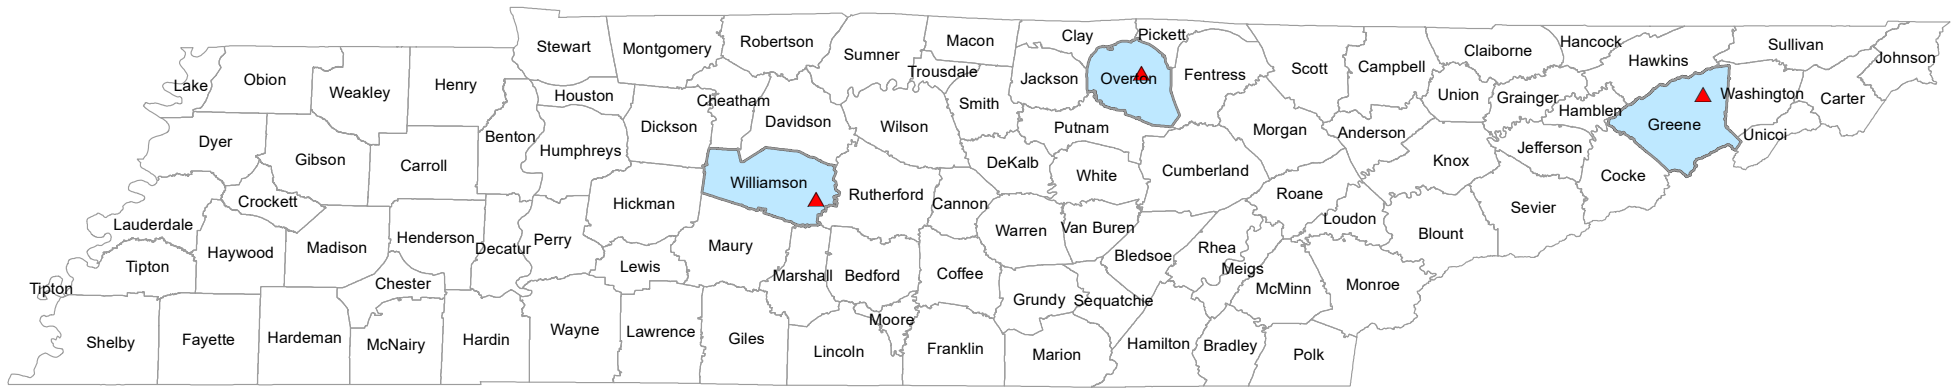 Stewart
Montgomery
Robertson
Sumner
Macon
Clay
Pickett
Claiborne
Hancock
Hawkins
Sullivan
Johnson
Lake
Obion
Weakley
Henry
Houston
Cheatham
Trousdale
Jackson
Overton
Fentress
Scott
Campbell
Union
Grainger
Hamblen
Greene
Washington
Carter
Unicoi
Dyer
Gibson
Carroll
Benton
Humphreys
Dickson
Davidson
Wilson
Smith
Putnam
DeKalb
White
Cumberland
Morgan
Anderson
Knox
Jefferson
Cocke
Sevier
Lauderdale
Crockett
Haywood
Madison
Henderson
Decatur
Perry
Hickman
Williamson
Rutherford
Cannon
Warren
Van Buren
Bledsoe
Rhea
Roane
Loudon
Blount
Tipton
Tipton
Chester
Lewis
Maury
Marshall
Bedford
Coffee
Grundy
Sequatchie
Meigs
McMinn
Monroe
Shelby
Fayette
Hardeman
McNairy
Hardin
Wayne
Lawrence
Giles
Lincoln
Moore
Franklin
Marion
Hamilton
Bradley
Polk